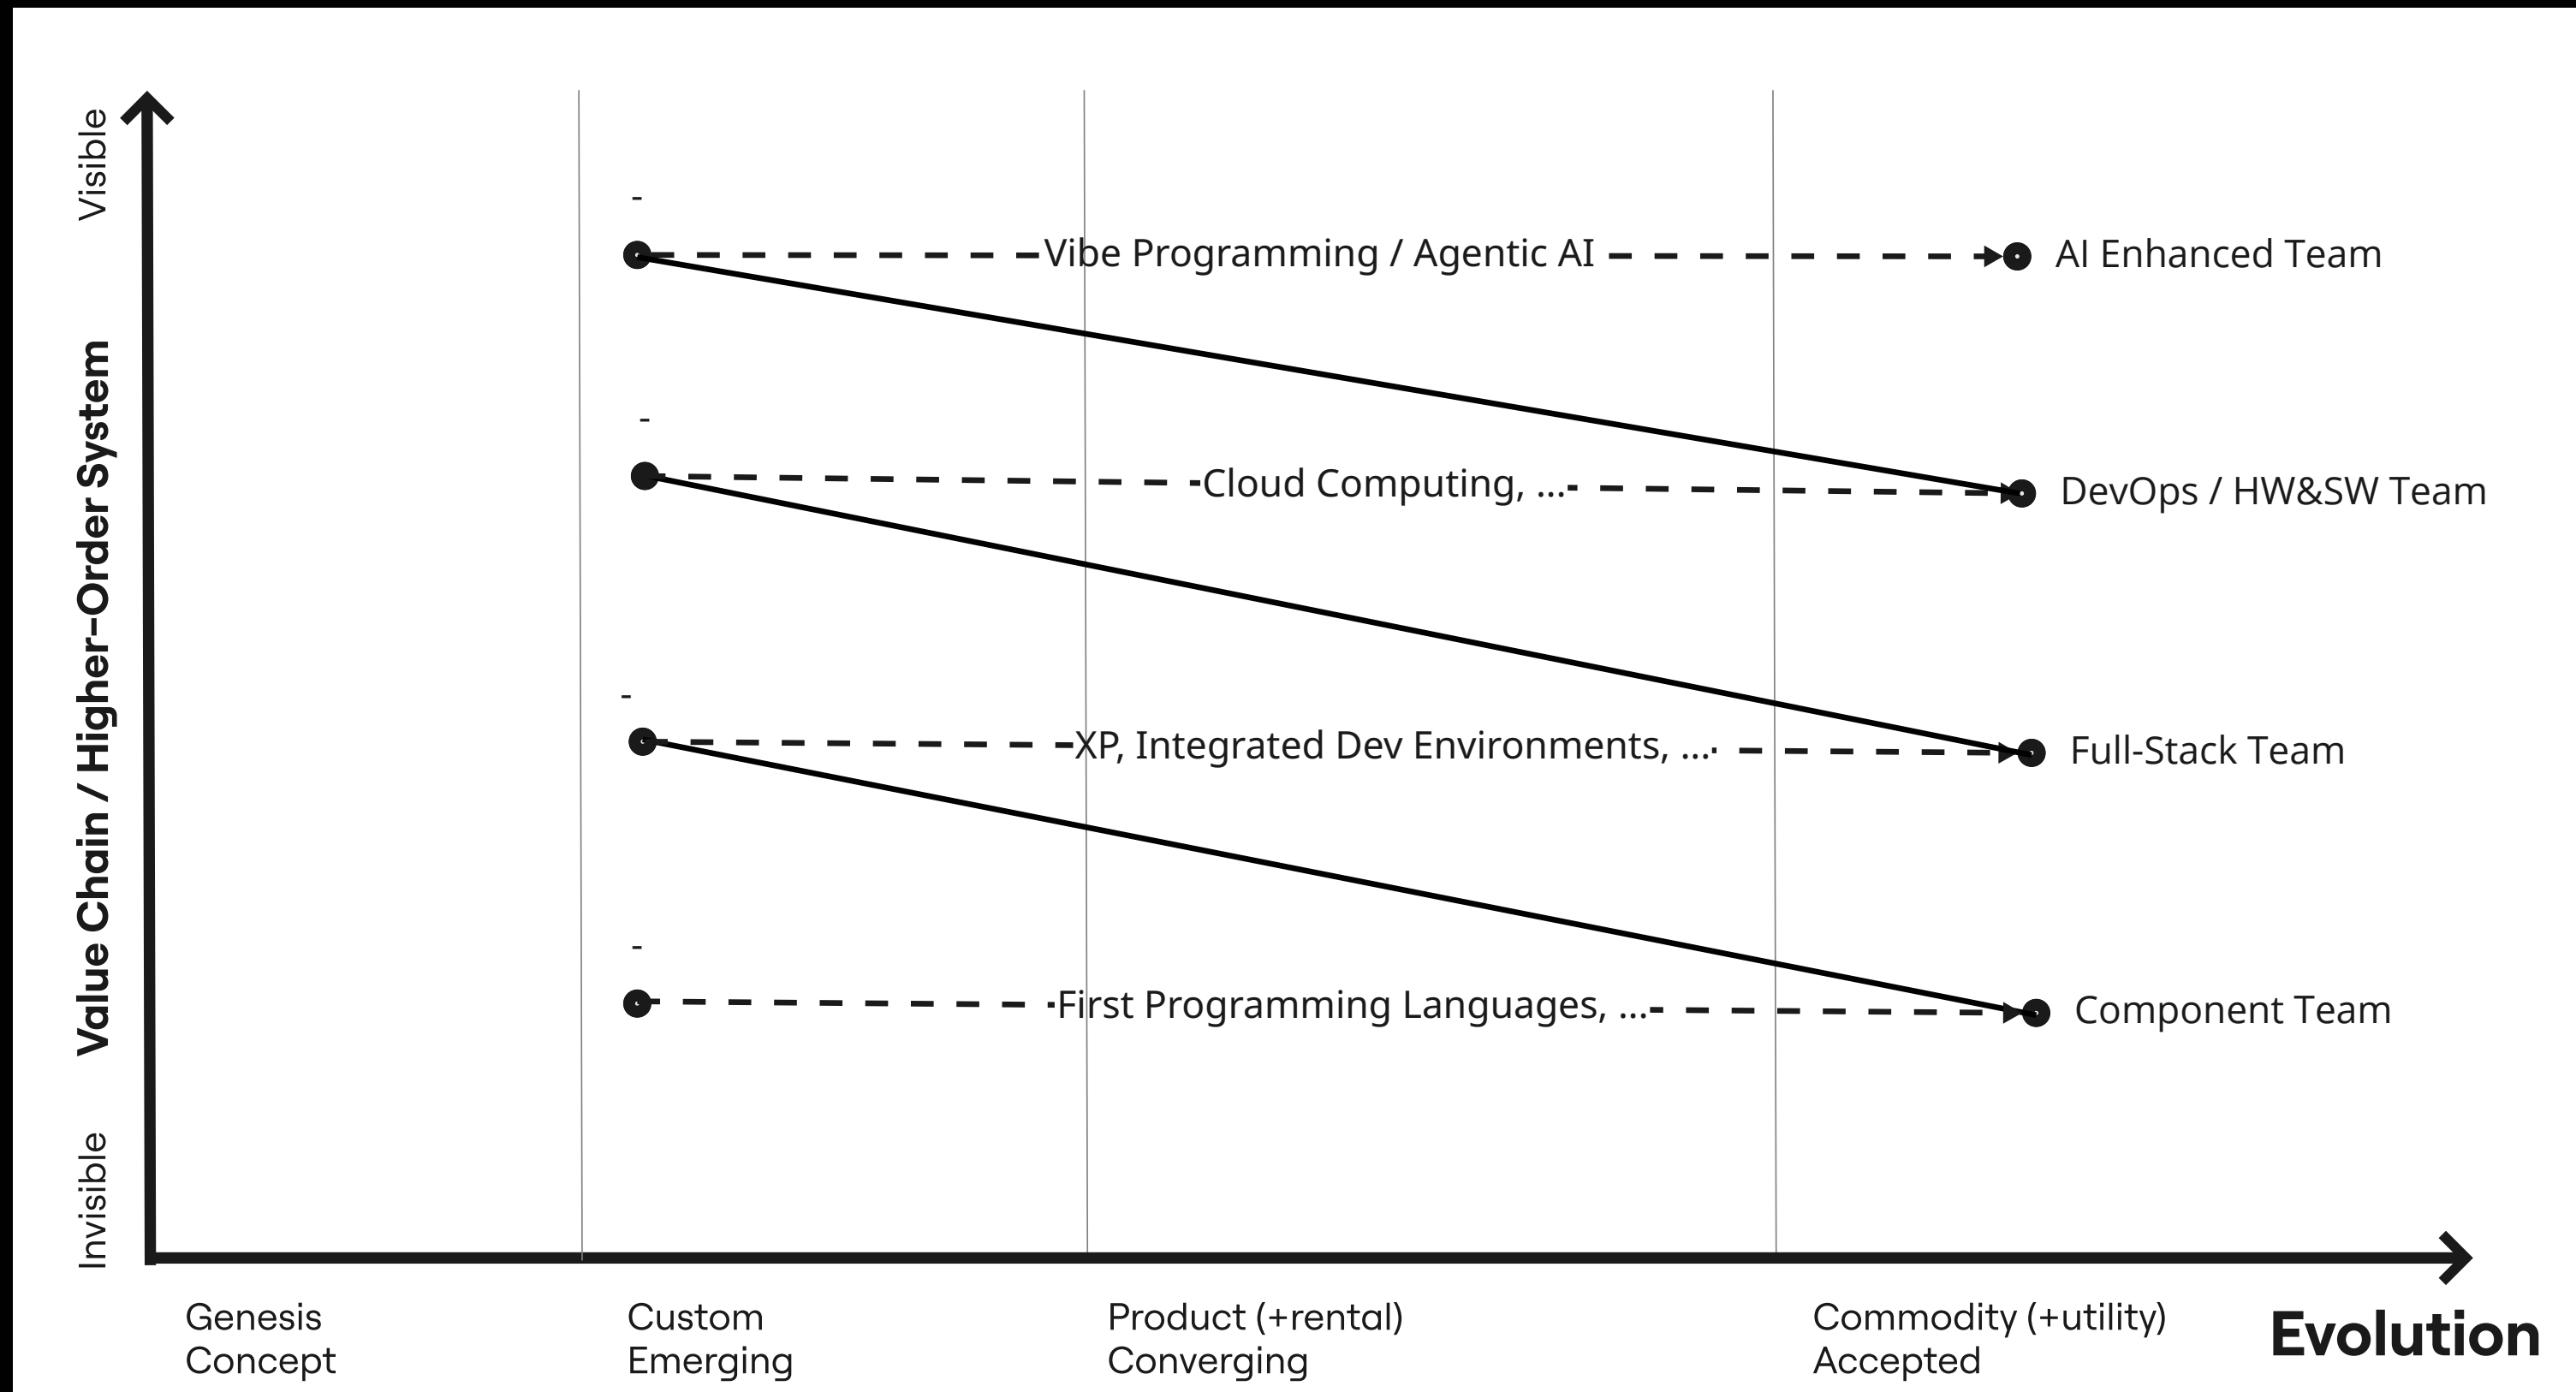 Visible
Value Chain / Higher-Order System
Invisible
-
Vibe Programming / Agentic AI
AI Enhanced Team
-
Cloud Computing, ...
DevOps / HW&SW Team
-
XP, Integrated Dev Environments, ...
Full-Stack Team
-
First Programming Languages, ...
Component Team
Genesis
Concept
Custom
Emerging
Product (+rental)
Converging
Commodity (+utility)
Accepted
Evolution